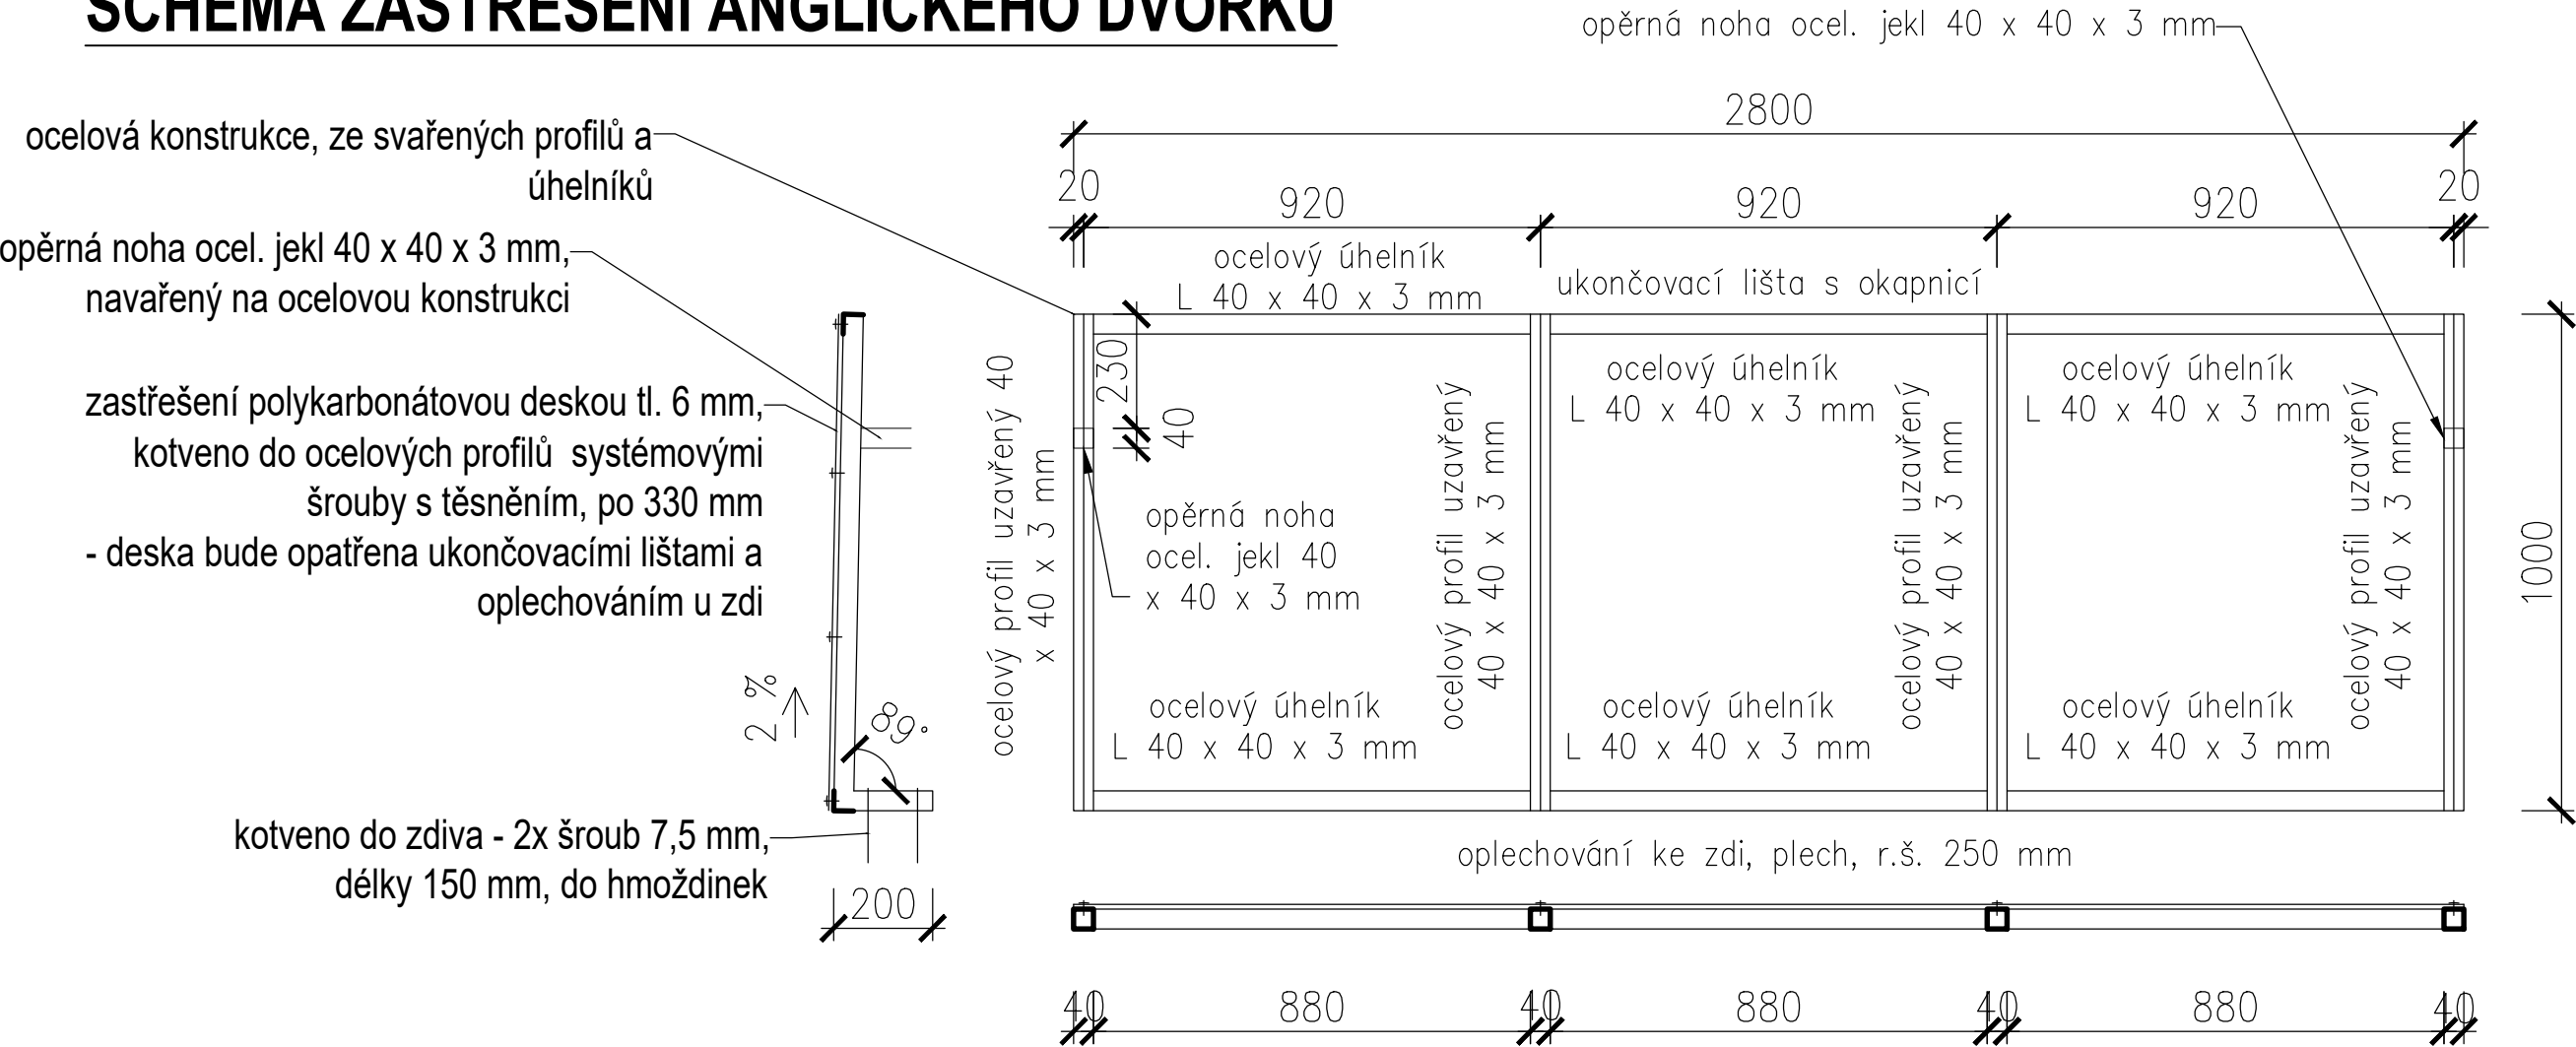 SCHÉMA ZASTŘEŠENÍ ANGLICKÉHO DVORKU
opěrná noha ocel. jekl 40 x 40 x 3 mm
ocelová konstrukce, ze svařených profilů a
úhelníků
opěrná noha ocel. jekl 40 x 40 x 3 mm,
navařený na ocelovou konstrukci
zastřešení polykarbonátovou deskou tl. 6 mm,
kotveno do ocelových profilů systémovými
šrouby s těsněním, po 330 mm
- deska bude opatřena ukončovacími lištami a
oplechováním u zdi
2 %
89°
kotveno do zdiva - 2x šroub 7,5 mm,
délky 150 mm, do hmoždinek
200
2800
20
920
920
920
20
ocelový úhelník
L 40 x 40 x 3 mm
ukončovací lišta s okapnicí
230
40
ocelový profil uzavřený 40
x 40 x 3 mm
opěrná noha
ocel. jekl 40
x 40 x 3 mm
ocelový profil uzavřený
40 x 40 x 3 mm
ocelový úhelník
L 40 x 40 x 3 mm
ocelový profil uzavřený
40 x 40 x 3 mm
ocelový úhelník
L 40 x 40 x 3 mm
ocelový profil uzavřený
40 x 40 x 3 mm
1000
ocelový úhelník
L 40 x 40 x 3 mm
ocelový úhelník
L 40 x 40 x 3 mm
ocelový úhelník
L 40 x 40 x 3 mm
oplechování ke zdi, plech, r.š. 250 mm
40
880
40
880
40
880
40